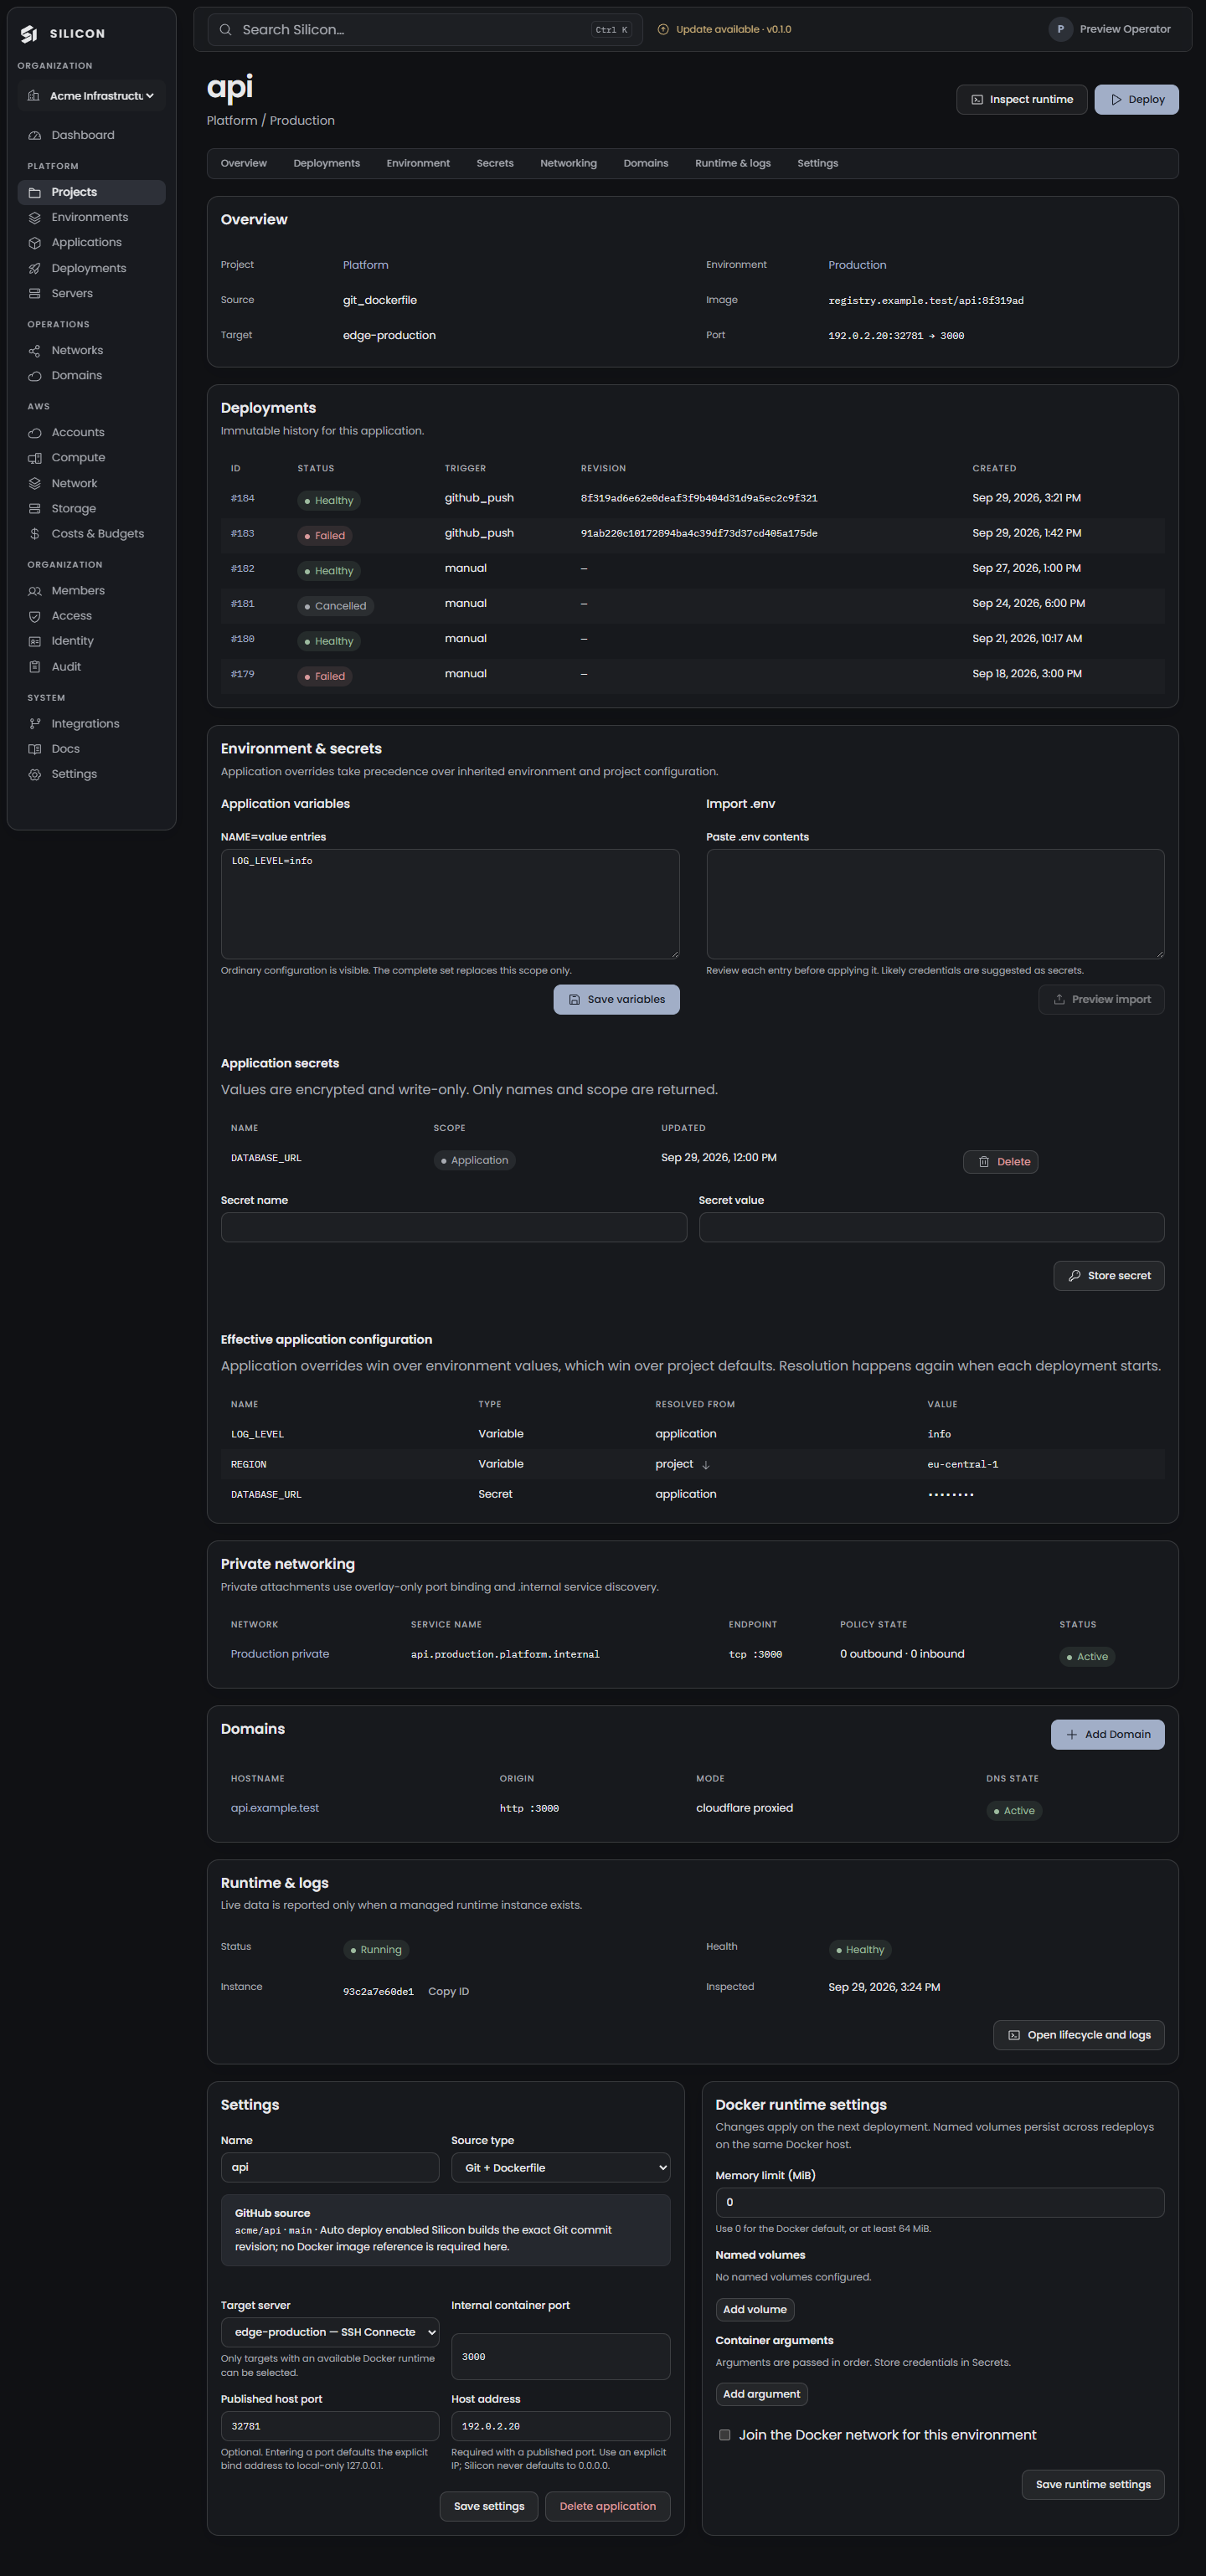 SILICON
ORGANIZATION
Acme Infrastructu
Dashboard
PLATFORM
Projects
Environments
Applications
Deployments
Servers
OPERATIONS
Networks
Domains
AWS
Accounts
Compute
Network
Storage
Costs & Budgets
ORGANIZATION
Members
Access
Identity
Audit
SYSTEM
Integrations
Docs
Settings
Search Silicon...
Ctrl K
Update available · v0.1.0
P
Preview Operator
api
Platform / Production
Inspect runtime
Deploy
Overview Deployments Environment Secrets Networking Domains Runtime & logs Settings
Overview
Project Platform Environment Production
Source git_dockerfile Image registry.example.test/api:8f319ad
Target edge-production Port 192.0.2.20:32781 → 3000
Deployments
Immutable history for this application.
ID STATUS TRIGGER REVISION CREATED
#184 Healthy github_push 8f319ad6e62e0deaf3f9b404d31d9a5ec2c9f321 Sep 29, 2026, 3:21 PM
#183 Failed github_push 91ab220c10172894ba4c39df73d37cd405a175de Sep 29, 2026, 1:42 PM
#182 Healthy manual — Sep 27, 2026, 1:00 PM
#181 Cancelled manual — Sep 24, 2026, 6:00 PM
#180 Healthy manual — Sep 21, 2026, 10:17 AM
#179 Failed manual — Sep 18, 2026, 3:00 PM
Environment & secrets
Application overrides take precedence over inherited environment and project configuration.
Application variables
NAME=value entries
LOG_LEVEL=info
Ordinary configuration is visible. The complete set replaces this scope only.
Save variables
Import .env
Paste .env contents
Review each entry before applying it. Likely credentials are suggested as secrets.
Preview import
Application secrets
Values are encrypted and write-only. Only names and scope are returned.
NAME SCOPE UPDATED
DATABASE_URL Application Sep 29, 2026, 12:00 PM Delete
Secret name Secret value
Store secret
Effective application configuration
Application overrides win over environment values, which win over project defaults. Resolution happens again when each deployment starts.
NAME TYPE RESOLVED FROM VALUE
LOG_LEVEL Variable application info
REGION Variable project ↓ eu-central-1
DATABASE_URL Secret application ••••••••
Private networking
Private attachments use overlay-only port binding and .internal service discovery.
NETWORK SERVICE NAME ENDPOINT POLICY STATE STATUS
Production private api.production.platform.internal tcp :3000 0 outbound · 0 inbound Active
Domains
Add Domain
HOSTNAME ORIGIN MODE DNS STATE
api.example.test http :3000 cloudflare proxied Active
Runtime & logs
Live data is reported only when a managed runtime instance exists.
Status Running Health Healthy
Instance 93c2a7e60de1 Copy ID Inspected Sep 29, 2026, 3:24 PM
Open lifecycle and logs
Settings
Name Source type
api Git + Dockerfile
GitHub source
acme/api · main · Auto deploy enabled Silicon builds the exact Git commit
revision; no Docker image reference is required here.
Target server Internal container port
edge-production — SSH Connecte
3000
Only targets with an available Docker runtime
can be selected.
Published host port Host address
32781 192.0.2.20
Optional. Entering a port defaults the explicit
bind address to local-only 127.0.0.1.
Required with a published port. Use an explicit
IP; Silicon never defaults to 0.0.0.0.
Save settings Delete application
Docker runtime settings
Changes apply on the next deployment. Named volumes persist across redeploys
on the same Docker host.
Memory limit (MiB)
0
Use 0 for the Docker default, or at least 64 MiB.
Named volumes
No named volumes configured.
Add volume
Container arguments
Arguments are passed in order. Store credentials in Secrets.
Add argument
Join the Docker network for this environment
Save runtime settings